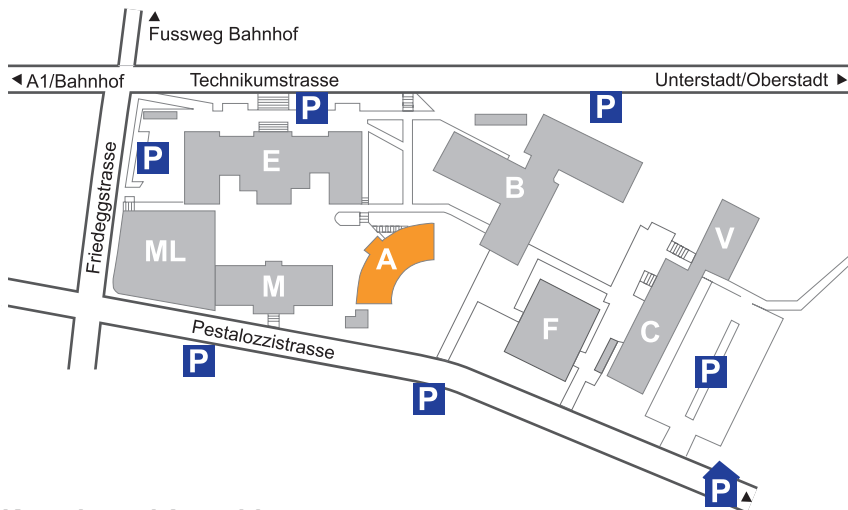 Fussweg Bahnhof
A1/Bahnhof
Technikumstrasse
Unterstadt/Oberstadt
P
P
P
E
B
Friedeggstrasse
V
ML
A
M
F
C
Pestalozzistrasse
P
P
P
P